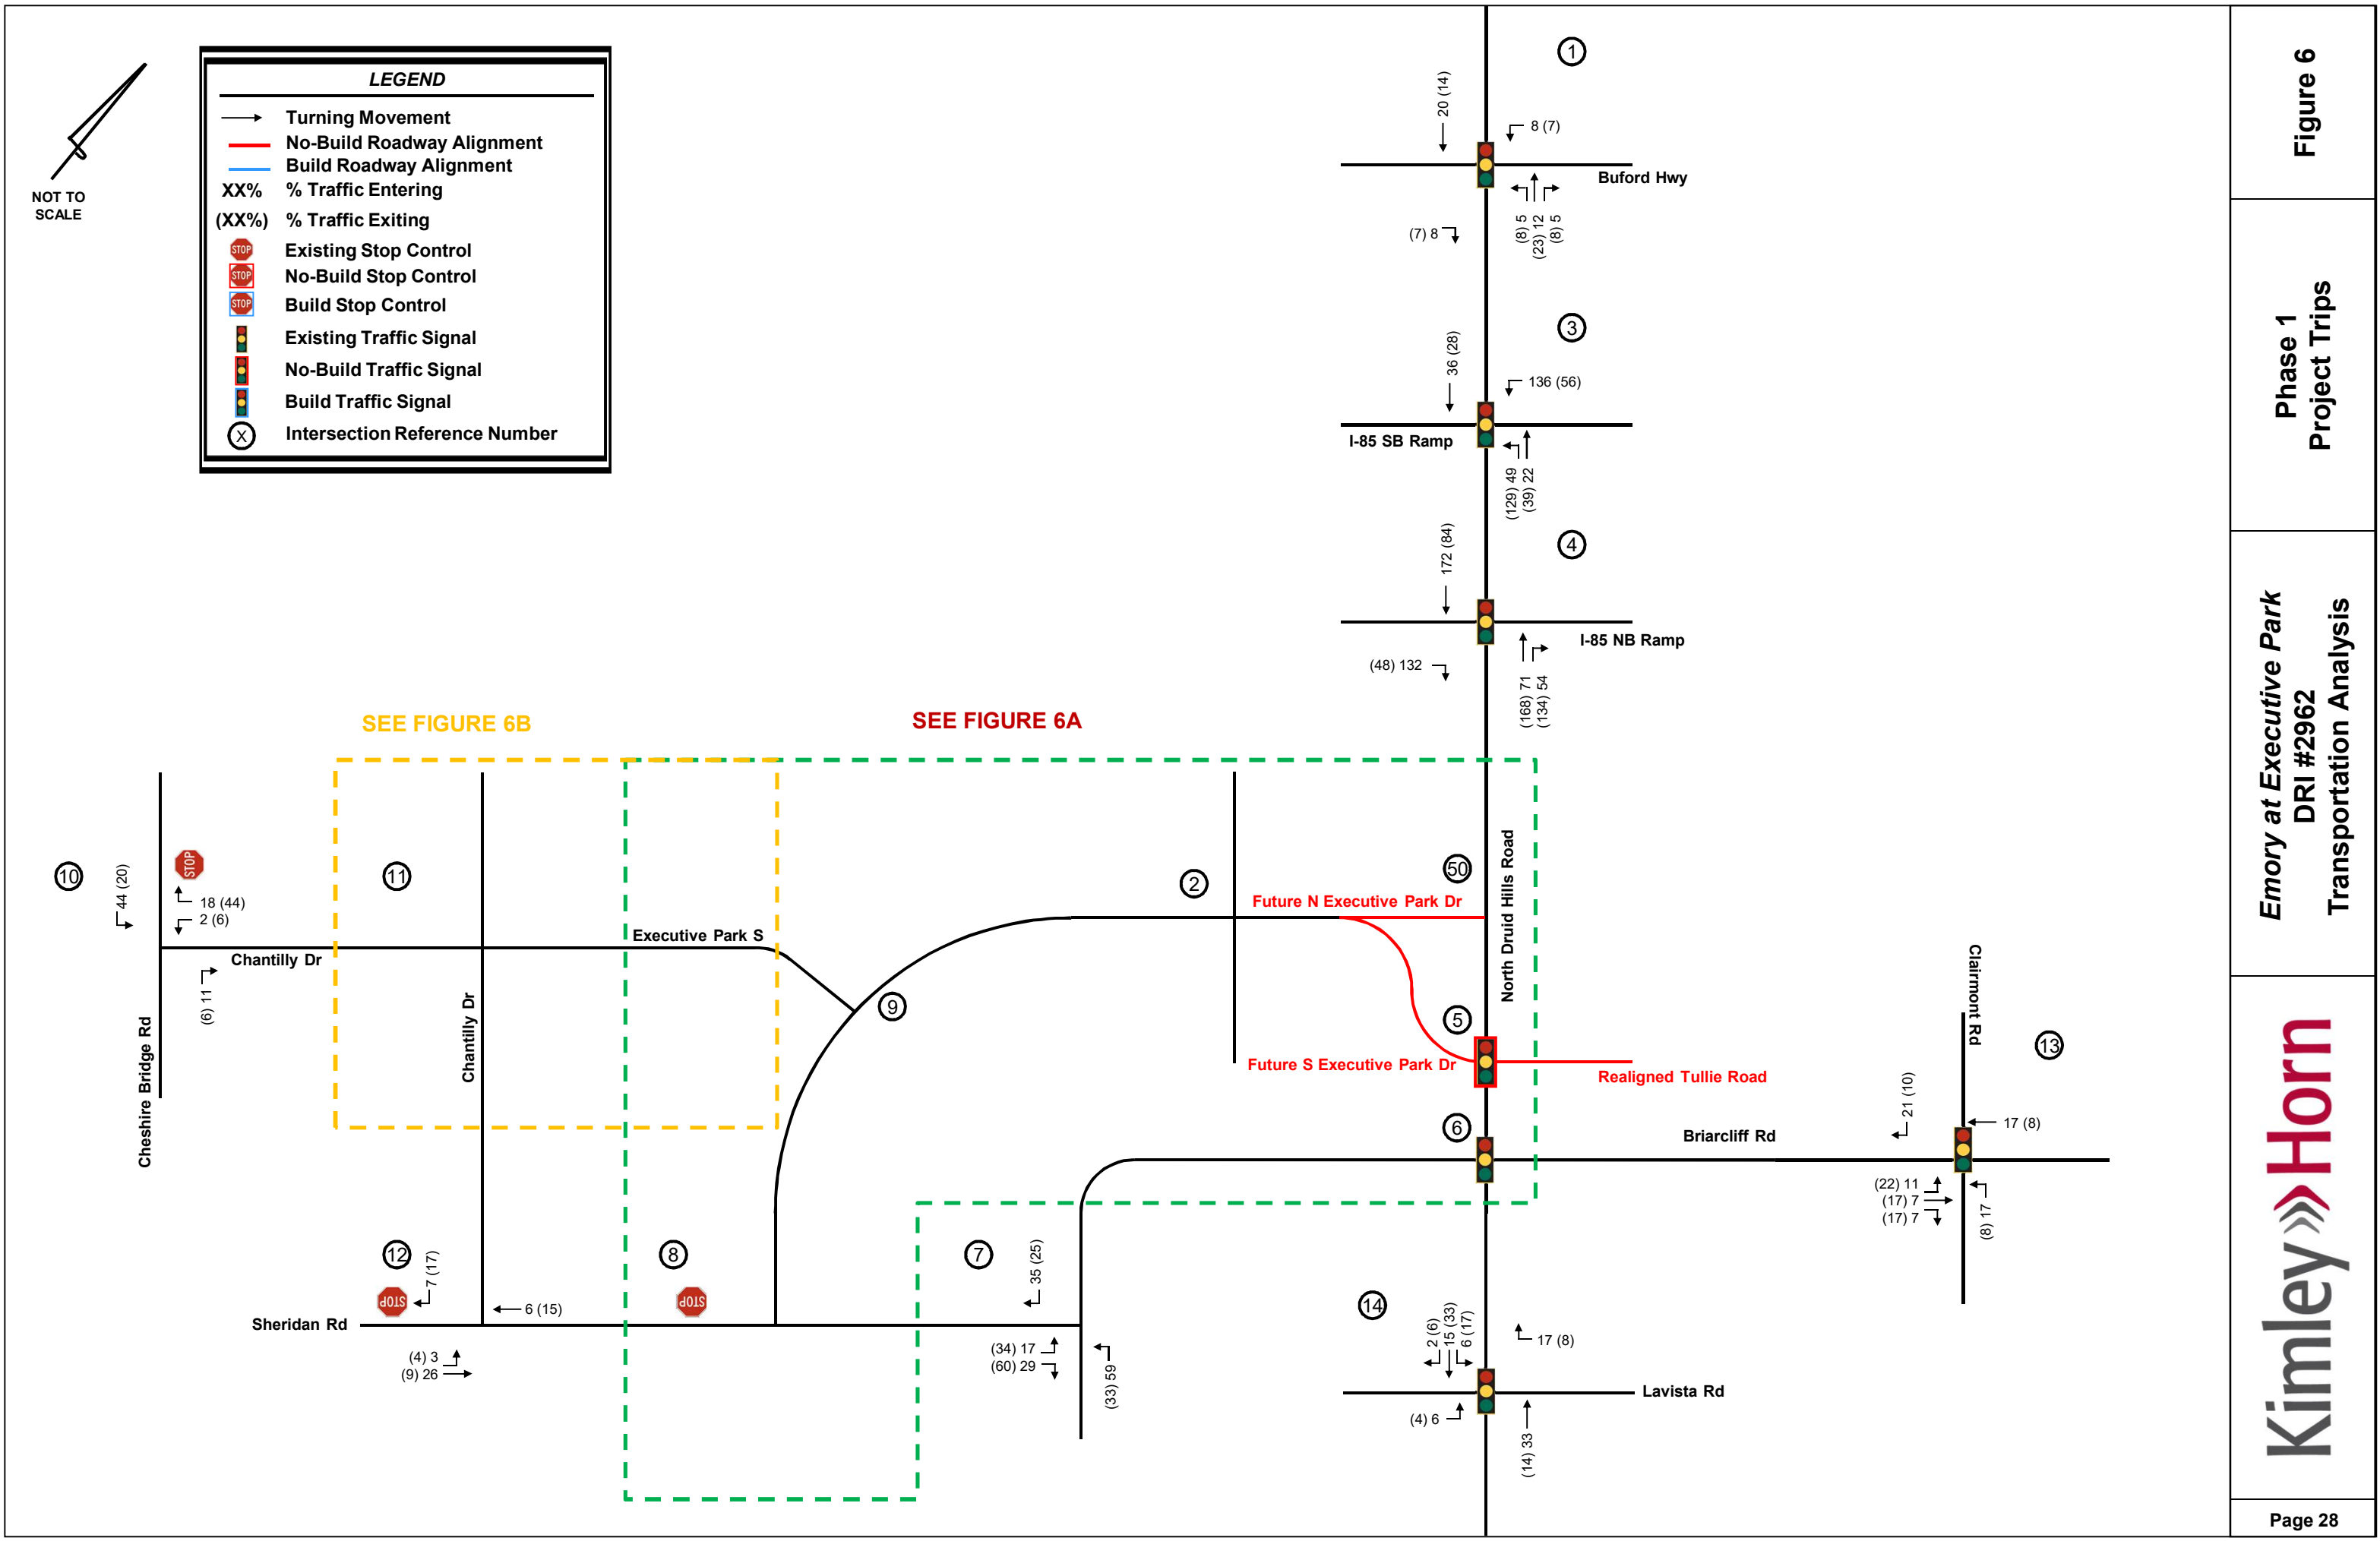 NOT TO
SCALE
LEGEND
Turning Movement
No-Build Roadway Alignment
Build Roadway Alignment
XX% % Traffic Entering
(XX%) % Traffic Exiting
STOP Existing Stop Control
STOP No-Build Stop Control
STOP Build Stop Control
Existing Traffic Signal
No-Build Traffic Signal
Build Traffic Signal
X Intersection Reference Number
1
20 (14)
8 (7)
Buford Hwy
(7) 8
(8) 5
(23) 12
(8) 5
3
36 (28)
136 (56)
I-85 SB Ramp
(129) 49
(39) 22
4
172 (84)
I-85 NB Ramp
(48) 132
(168) 71
(134) 54
SEE FIGURE 6B
SEE FIGURE 6A
10
44 (20)
STOP
18 (44)
2 (6)
Chantilly Dr
(6) 11
Cheshire Bridge Rd
11
Chantilly Dr
Executive Park S
9
2
50
Future N Executive Park Dr
North Druid Hills Road
5
Future S Executive Park Dr
Realigned Tullie Road
6
Briarcliff Rd
Clairmont Rd
13
21 (10)
17 (8)
(22) 11
(17) 7
(17) 7
(8) 17
12
STOP
7 (17)
6 (15)
Sheridan Rd
(4) 3
(9) 26
8
STOP
7
35 (25)
(34) 17
(60) 29
(33) 59
14
2 (6)
15 (33)
6 (17)
17 (8)
Lavista Rd
(4) 6
(14) 33
Figure 6
Phase 1
Project Trips
Emory at Executive Park
DRI #2962
Transportation Analysis
Kimley»Horn
Page 28